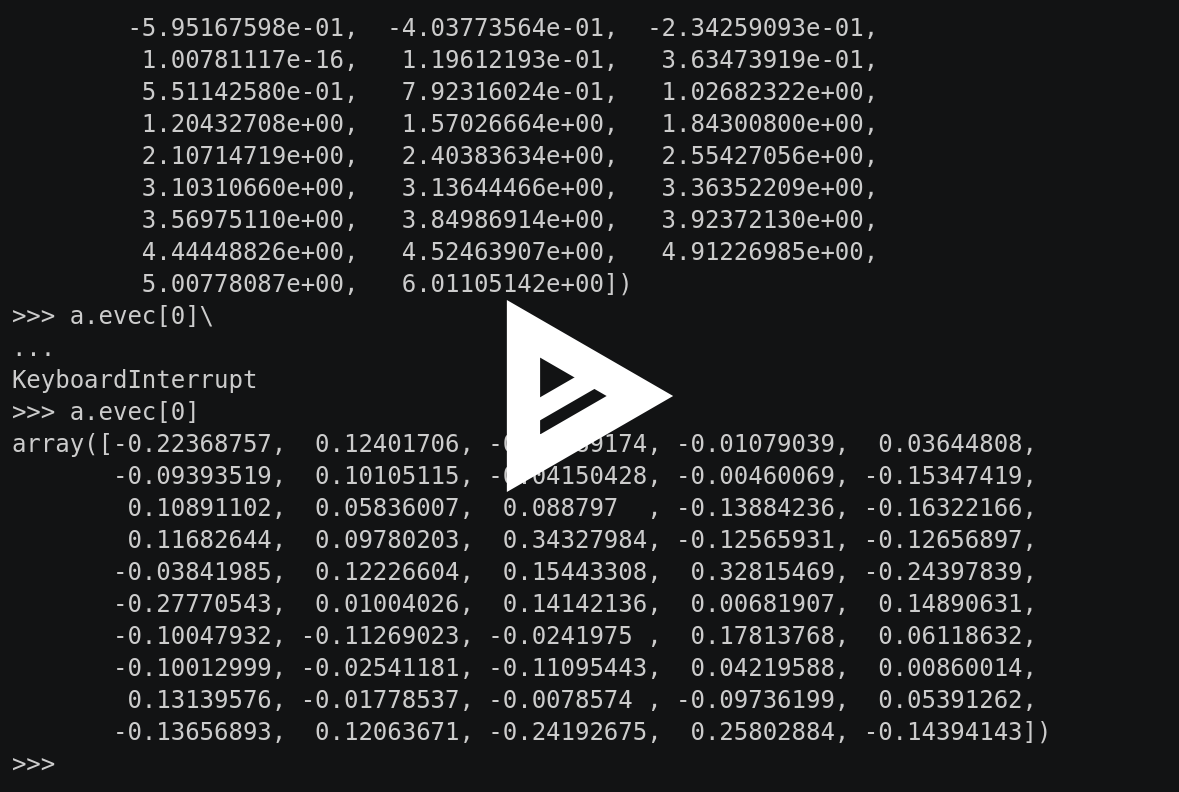 -5.95167598e-01, -4.03773564e-01, -2.34259093e-01,
1.00781117e-16, 1.19612193e-01, 3.63473919e-01,
5.51142580e-01, 7.92316024e-01, 1.02682322e+00,
1.20432708e+00, 1.57026664e+00, 1.84300800e+00,
2.10714719e+00, 2.40383634e+00, 2.55427056e+00,
3.10310660e+00, 3.13644466e+00, 3.36352209e+00,
3.56975110e+00, 3.84986914e+00, 3.92372130e+00,
4.44448826e+00, 4.52463907e+00, 4.91226985e+00,
5.00778087e+00, 6.01105142e+00])
>>> a.evec[0]\
...
KeyboardInterrupt
>>> a.evec[0]
array([-0.22368757, 0.12401706, -0.01079039, 0.03644808,
-0.09393519, 0.10105115, -0.04150428, -0.00460069, -0.15347419,
0.10891102, 0.05836007, 0.088797 , -0.13884236, -0.16322166,
0.11682644, 0.09780203, 0.34327984, -0.12565931, -0.12656897,
-0.03841985, 0.12226604, 0.15443308, 0.32815469, -0.24397839,
-0.27770543, 0.01004026, 0.14142136, 0.00681907, 0.14890631,
-0.10047932, -0.11269023, -0.0241975 , 0.17813768, 0.06118632,
-0.10012999, -0.02541181, -0.11095443, 0.04219588, 0.00860014,
0.13139576, -0.01778537, -0.0078574 , -0.09736199, 0.05391262,
-0.13656893, 0.12063671, -0.24192675, 0.25802884, -0.14394143])
>>>